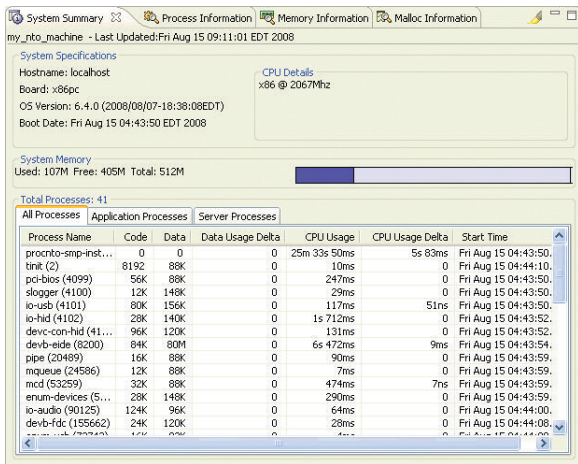 System Summary Process Information Memory Information Malloc Information
my_nto_machine - Last Updated:Fri Aug 15 09:11:01 EDT 2008
System Specifications
Hostname: localhost
Board: x86pc
OS Version: 6.4.0 (2008/08/07-18:38:08EDT)
Boot Date: Fri Aug 15 04:43:50 EDT 2008
CPU Details
x86 @ 2067Mhz
System Memory
Used: 107M Free: 405M Total: 512M
Total Processes: 41
All Processes Application Processes Server Processes
Process Name Code Data Data Usage Delta CPU Usage CPU Usage Delta Start Time
procnto-smp-inst... 0 0 0 25m 33s 50ms 5s 83ms Fri Aug 15 04:43:50.
tinit (2) 8192 88K 0 10ms 0 Fri Aug 15 04:44:10.
pci-bios (4099) 56K 88K 0 247ms 0 Fri Aug 15 04:43:50.
slogger (4100) 12K 148K 0 29ms 0 Fri Aug 15 04:43:50.
io-usb (4101) 80K 156K 0 117ms 51ns Fri Aug 15 04:43:50.
io-hid (4102) 28K 140K 0 1s 712ms 0 Fri Aug 15 04:43:52.
devc-con-hid (41... 96K 120K 0 131ms 0 Fri Aug 15 04:43:52.
devb-eide (8200) 84K 80M 0 6s 472ms 9ms Fri Aug 15 04:43:54.
pipe (20489) 16K 88K 0 90ms 0 Fri Aug 15 04:43:59.
mqueue (24586) 12K 88K 0 7ms 0 Fri Aug 15 04:43:59.
mcd (53259) 32K 88K 0 474ms 7ns Fri Aug 15 04:43:59.
enum-devices (5... 28K 148K 0 290ms 0 Fri Aug 15 04:43:59.
io-audio (90125) 124K 96K 0 64ms 0 Fri Aug 15 04:44:00.
devb-fdc (155662) 24K 120K 0 28ms 0 Fri Aug 15 04:44:08.